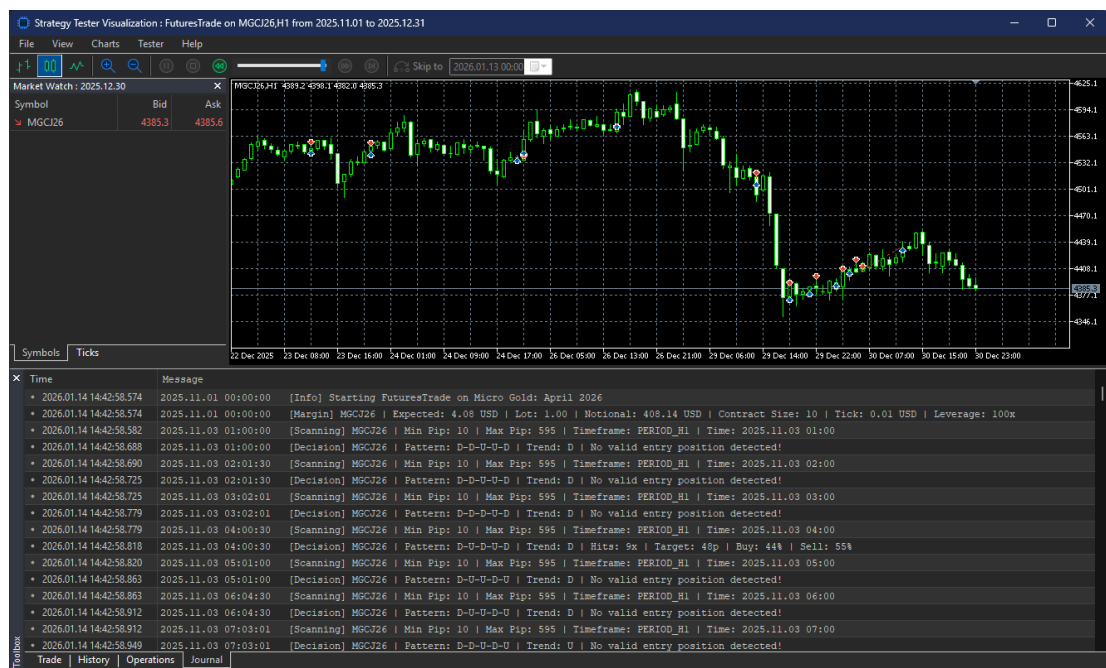 Strategy Tester Visualization : FuturesTrade on MGCJ26,H1 from 2025.11.01 to 2025.12.31
File View Charts Tester Help
Skip to 2026.01.13 00:00
Market Watch : 2025.12.30
Symbol Bid Ask
MGCJ26 4385.3 4385.6
Symbols Ticks
MGCJ26,H1 4389.2 4398.1 4382.0 4385.3
4625.1
4594.1
4563.1
4532.1
4501.1
4470.1
4439.1
4408.1
4385.3
4377.1
4346.1
22 Dec 2025 23 Dec 08:00 23 Dec 16:00 24 Dec 01:00 24 Dec 09:00 24 Dec 17:00 26 Dec 05:00 26 Dec 13:00 26 Dec 21:00 29 Dec 06:00 29 Dec 14:00 29 Dec 22:00 30 Dec 07:00 30 Dec 15:00 30 Dec 23:00
Time Message
2026.01.14 14:42:58.574 2025.11.01 00:00:00 [Info] Starting FuturesTrade on Micro Gold: April 2026
2026.01.14 14:42:58.574 2025.11.01 00:00:00 [Margin] MGCJ26 | Expected: 4.08 USD | Lot: 1.00 | Notional: 408.14 USD | Contract Size: 10 | Tick: 0.01 USD | Leverage: 100x
2026.01.14 14:42:58.582 2025.11.03 01:00:00 [Scanning] MGCJ26 | Min Pip: 10 | Max Pip: 595 | Timeframe: PERIOD_H1 | Time: 2025.11.03 01:00
2026.01.14 14:42:58.688 2025.11.03 01:00:00 [Decision] MGCJ26 | Pattern: D-D-U-U-D | Trend: D | No valid entry position detected!
2026.01.14 14:42:58.690 2025.11.03 02:01:30 [Scanning] MGCJ26 | Min Pip: 10 | Max Pip: 595 | Timeframe: PERIOD_H1 | Time: 2025.11.03 02:00
2026.01.14 14:42:58.725 2025.11.03 02:01:30 [Decision] MGCJ26 | Pattern: D-U-U-D-D | Trend: D | No valid entry position detected!
2026.01.14 14:42:58.725 2025.11.03 03:02:01 [Scanning] MGCJ26 | Min Pip: 10 | Max Pip: 595 | Timeframe: PERIOD_H1 | Time: 2025.11.03 03:00
2026.01.14 14:42:58.779 2025.11.03 03:02:01 [Decision] MGCJ26 | Pattern: U-U-D-D-U | Trend: D | No valid entry position detected!
2026.01.14 14:42:58.779 2025.11.03 04:00:30 [Scanning] MGCJ26 | Min Pip: 10 | Max Pip: 595 | Timeframe: PERIOD_H1 | Time: 2025.11.03 04:00
2026.01.14 14:42:58.818 2025.11.03 04:00:30 [Decision] MGCJ26 | Pattern: U-D-D-U-D | Trend: D | Hits: 9x | Target: 48p | Buy: 44% | Sell: 55%
2026.01.14 14:42:58.820 2025.11.03 05:01:00 [Scanning] MGCJ26 | Min Pip: 10 | Max Pip: 595 | Timeframe: PERIOD_H1 | Time: 2025.11.03 05:00
2026.01.14 14:42:58.863 2025.11.03 05:01:00 [Decision] MGCJ26 | Pattern: D-U-U-D-U | Trend: D | No valid entry position detected!
2026.01.14 14:42:58.863 2025.11.03 06:04:30 [Scanning] MGCJ26 | Min Pip: 10 | Max Pip: 595 | Timeframe: PERIOD_H1 | Time: 2025.11.03 06:00
2026.01.14 14:42:58.912 2025.11.03 06:04:30 [Decision] MGCJ26 | Pattern: D-U-U-D-U | Trend: D | No valid entry position detected!
2026.01.14 14:42:58.912 2025.11.03 07:03:01 [Scanning] MGCJ26 | Min Pip: 10 | Max Pip: 595 | Timeframe: PERIOD_H1 | Time: 2025.11.03 07:00
2026.01.14 14:42:58.949 2025.11.03 07:03:01 [Decision] MGCJ26 | Pattern: D-U-D-D-U | Trend: U | No valid entry position detected!
Toolbox
Trade History Operations Journal